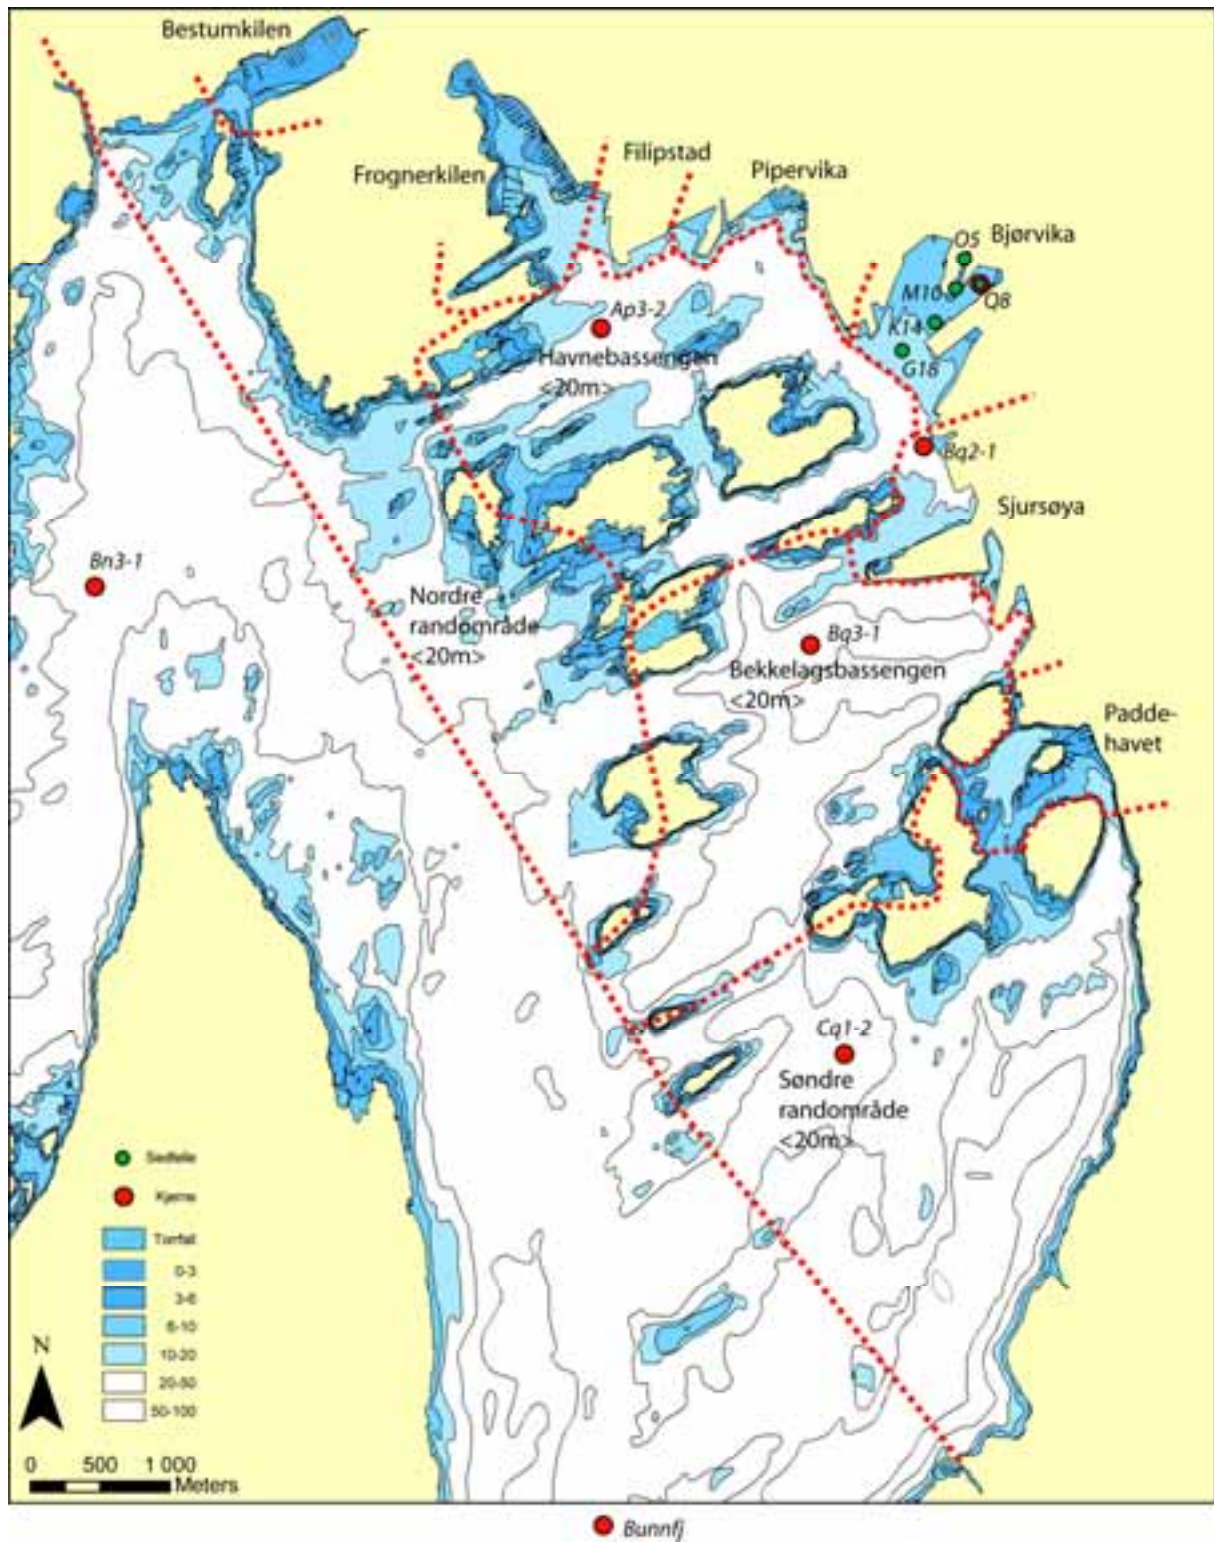 Bestumkilen
Filipstad
Frognerkilen
Pipervika
O5
Bjørvika
M10
Q8
K14
G18
Ap3-2
Havnebassengen
<20m>
Bq2-1
Sjursøya
Bn3-1
Nordre
randområde
<20m>
Bq3-1
Bekkelagsbassengen
<20m>
Padde-
havet
Cq1-2
Søndre
randområde
<20m>
Sedfelle
Kjerne
Tørrfall
0-3
3-6
6-10
10-20
20-50
50-100
N
0 500 1 000
Meters
Bunnfj